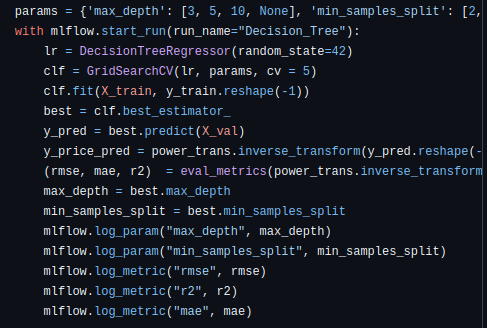 params = {'max_depth': [3, 5, 10, None], 'min_samples_split': [2,
with mlflow.start_run(run_name="Decision_Tree"):
    lr = DecisionTreeRegressor(random_state=42)
    clf = GridSearchCV(lr, params, cv = 5)
    clf.fit(X_train, y_train.reshape(-1))
    best = clf.best_estimator_
    y_pred = best.predict(X_val)
    y_price_pred = power_trans.inverse_transform(y_pred.reshape(-
    (rmse, mae, r2)  = eval_metrics(power_trans.inverse_transform
    max_depth = best.max_depth
    min_samples_split = best.min_samples_split
    mlflow.log_param("max_depth", max_depth)
    mlflow.log_param("min_samples_split", min_samples_split)
    mlflow.log_metric("rmse", rmse)
    mlflow.log_metric("r2", r2)
    mlflow.log_metric("mae", mae)